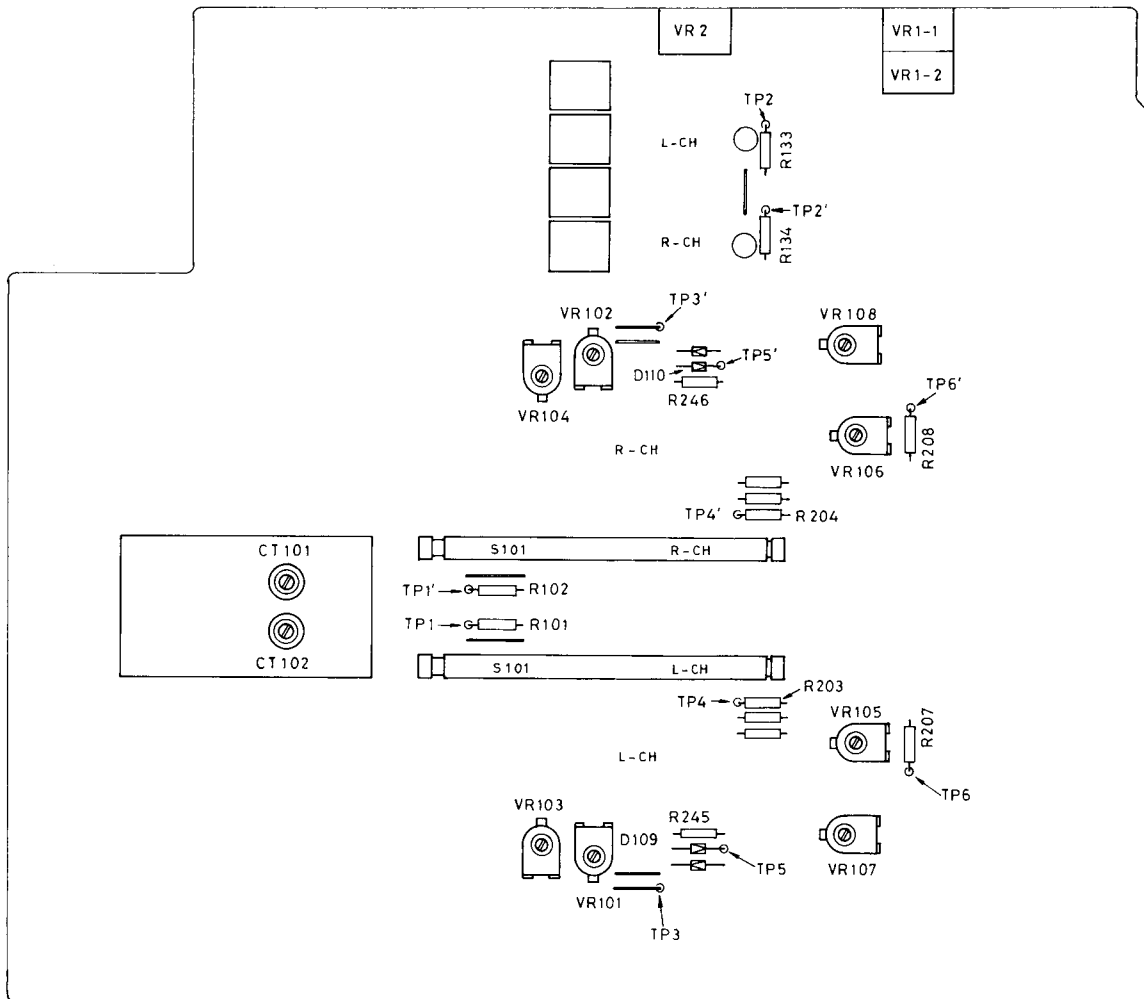 VR2
VR1-1
VR1-2
TP2
L-CH
R133
TP2'
R-CH
R134
TP3'
VR102
VR108
TP5'
D110
R246
VR104
TP6'
R-CH
R208
VR106
TP4'
R204
CT101
S101 R-CH
TP1'
R102
TP1
R101
CT102
S101 L-CH
R203
TP4
VR105
R207
L-CH
TP6
VR103
R245
D109
TP5
VR107
VR101
TP3